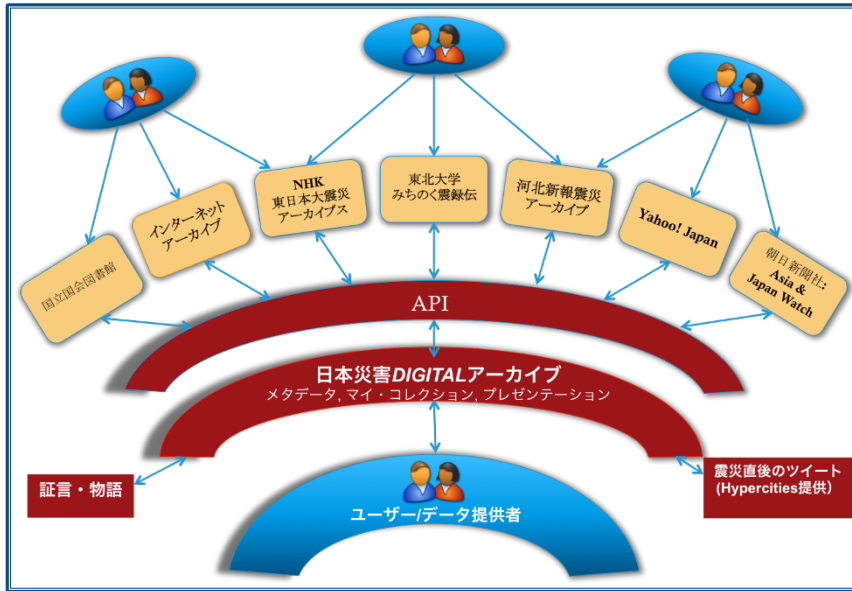 NHK
東日本大震災
アーカイブス
東北大学
みちのく震録伝
河北新報震災
アーカイブ
インターネット
アーカイブ
Yahoo! Japan
国立国会図書館
朝日新聞社:
Asia &
Japan Watch
API
日本災害DIGITALアーカイブ
メタデータ, マイ・コレクション, プレゼンテーション
証言・物語
震災直後のツイート
(Hypercities提供)
ユーザー/データ提供者